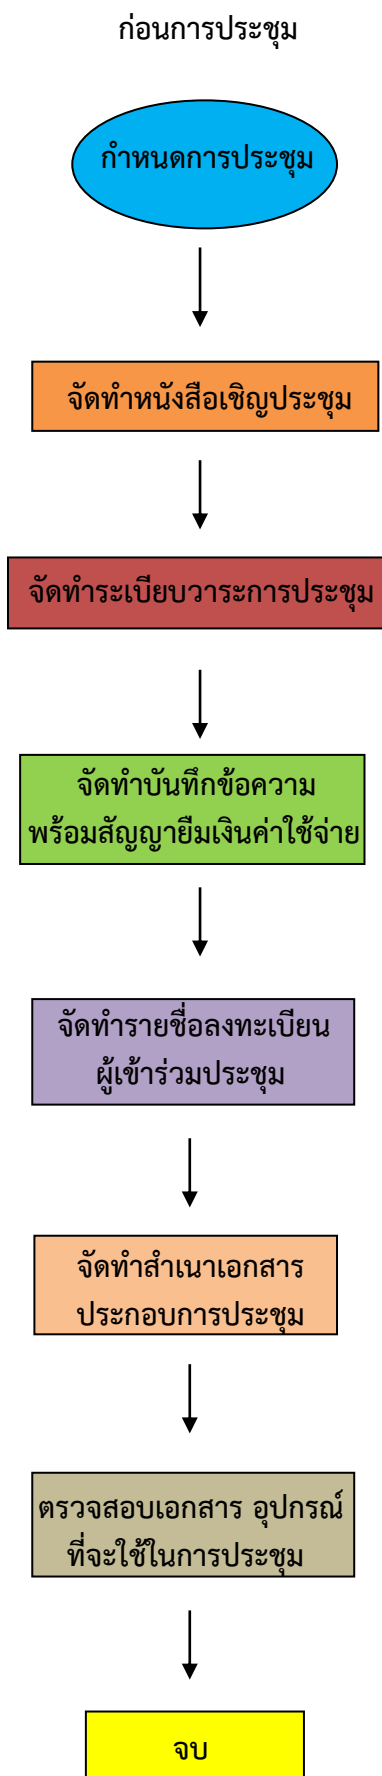 ก่อนการประชุม
กำหนดการประชุม
จัดทำหนังสือเชิญประชุม
จัดทำระเบียบวาระการประชุม
จัดทำบันทึกข้อความ
พร้อมสัญญายืมเงินค่าใช้จ่าย
จัดทำรายชื่อลงทะเบียน
ผู้เข้าร่วมประชุม
จัดทำสำเนาเอกสาร
ประกอบการประชุม
ตรวจสอบเอกสาร อุปกรณ์
ที่จะใช้ในการประชุม
จบ